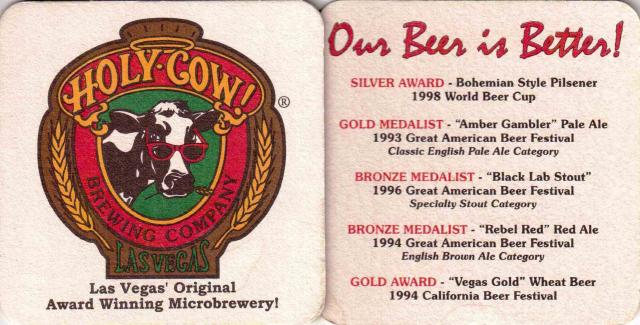 HOLY-COW!
®
BREWING COMPANY
LAS VEGAS
Las Vegas' Original
Award Winning Microbrewery!
Our Beer is Better!
SILVER AWARD - Bohemian Style Pilsener
1998 World Beer Cup
GOLD MEDALIST - "Amber Gambler" Pale Ale
1993 Great American Beer Festival
Classic English Pale Ale Category
BRONZE MEDALIST - "Black Lab Stout"
1996 Great American Beer Festival
Specialty Stout Category
BRONZE MEDALIST - "Rebel Red" Red Ale
1994 Great American Beer Festival
English Brown Ale Category
GOLD AWARD - "Vegas Gold" Wheat Beer
1994 California Beer Festival